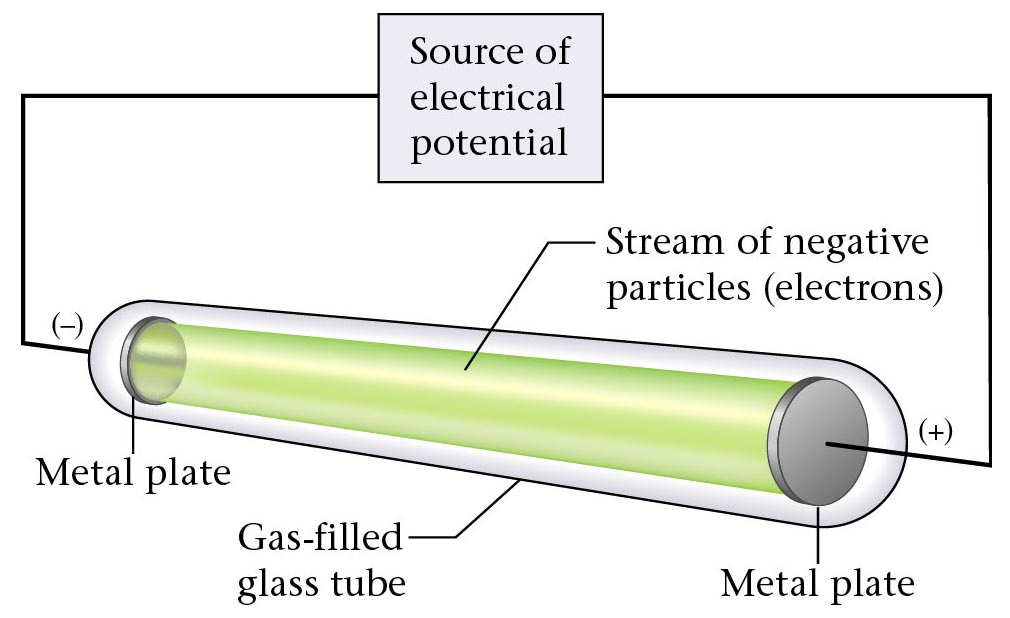 Source of
electrical
potential
Stream of negative
particles (electrons)
(–)
(+)
Metal plate
Gas-filled
glass tube
Metal plate